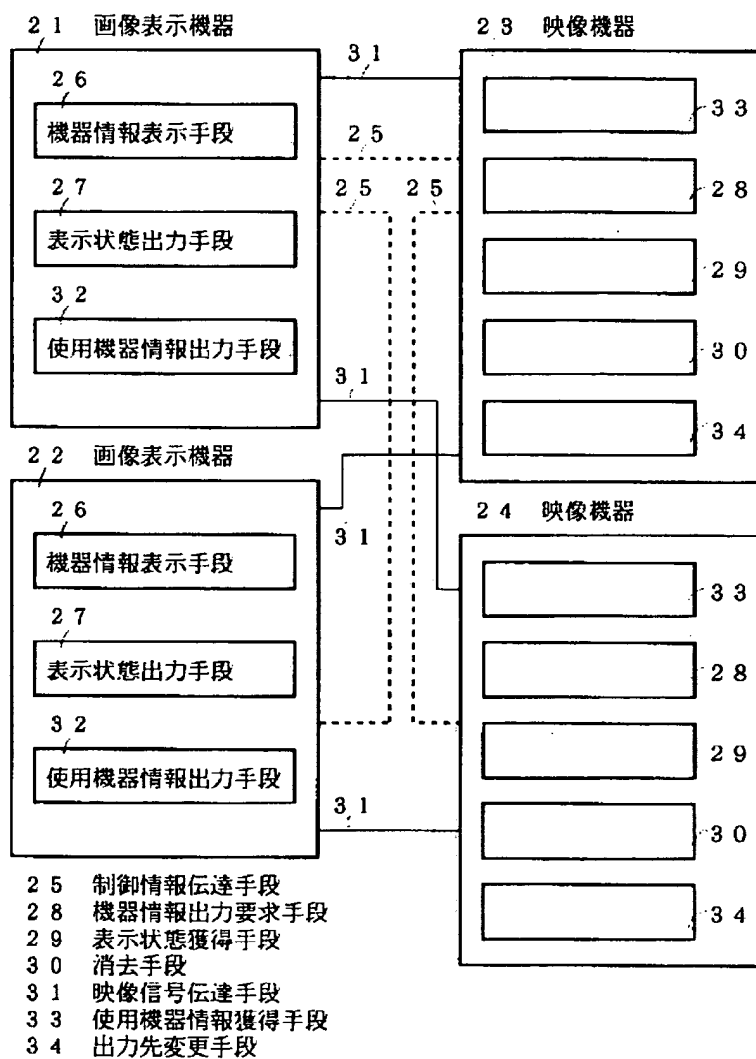 21 画像表示機器
26
機器情報表示手段
27
表示状態出力手段
32
使用機器情報出力手段
22 画像表示機器
26
機器情報表示手段
27
表示状態出力手段
32
使用機器情報出力手段
31
25
25
25
31
31
31
23 映像機器
33
28
29
30
34
24 映像機器
33
28
29
30
34
25 制御情報伝達手段
28 機器情報出力要求手段
29 表示状態獲得手段
30 消去手段
31 映像信号伝達手段
33 使用機器情報獲得手段
34 出力先変更手段